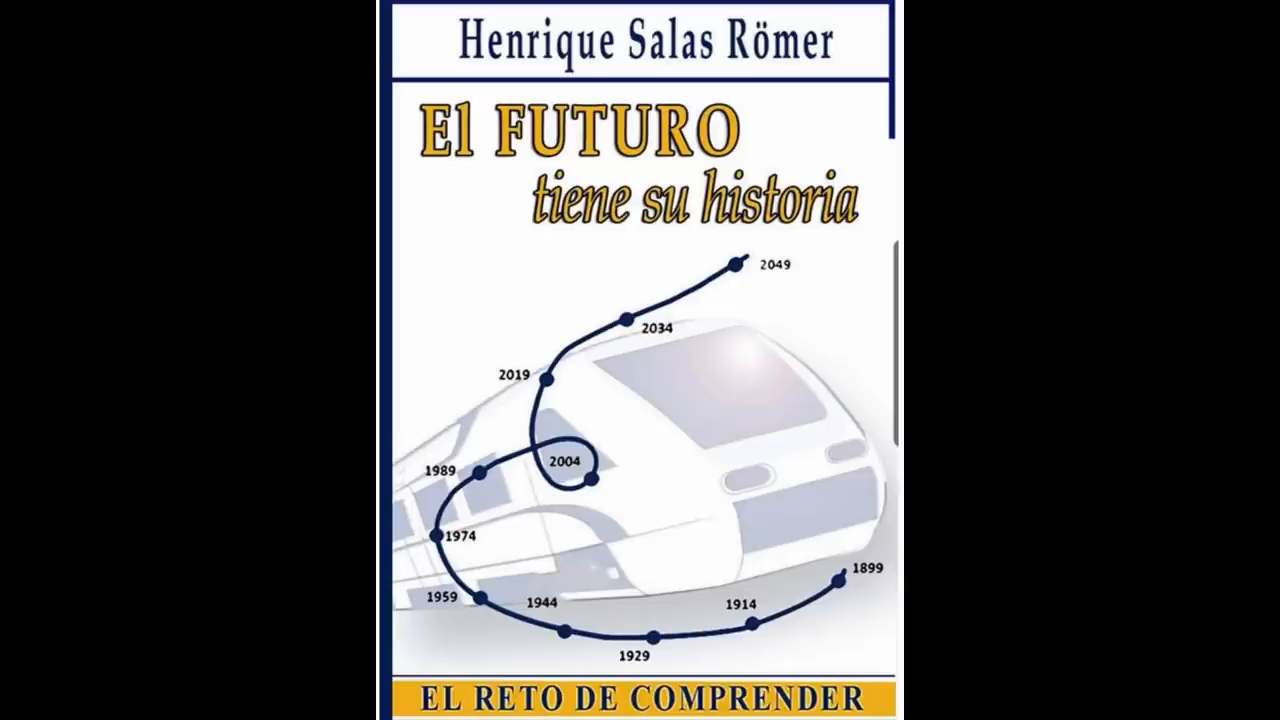 Henrique Salas Römer
El FUTURO
tiene su historia
2049
2034
2019
2004
1989
1974
1959
1944
1914
1899
1929
EL RETO DE COMPRENDER